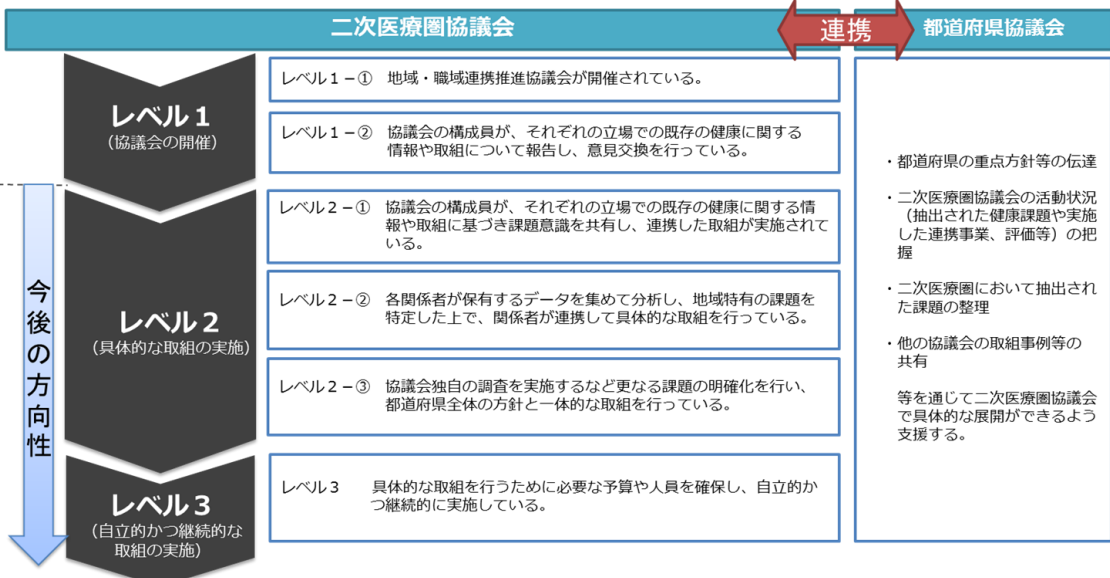 二次医療圏協議会
連携
都道府県協議会
レベル1
（協議会の開催）
レベル1－① 地域・職域連携推進協議会が開催されている。
レベル1－② 協議会の構成員が、それぞれの立場での既存の健康に関する
情報や取組について報告し、意見交換を行っている。
今後の方向性
レベル2
（具体的な取組の実施）
レベル2－① 協議会の構成員が、それぞれの立場での既存の健康に関する情
報や取組に基づき課題意識を共有し、連携した取組が実施されて
いる。
レベル2－② 各関係者が保有するデータを集めて分析し、地域特有の課題を
特定した上で、関係者が連携して具体的な取組を行っている。
レベル2－③ 協議会独自の調査を実施するなど更なる課題の明確化を行い、
都道府県全体の方針と一体的な取組を行っている。
レベル3
（自立的かつ継続的な
取組の実施）
レベル3 具体的な取組を行うために必要な予算や人員を確保し、自立的か
つ継続的に実施している。
・都道府県の重点方針等の伝達
・二次医療圏協議会の活動状況
（抽出された健康課題や実施
した連携事業、評価等）の把
握
・二次医療圏において抽出され
た課題の整理
・他の協議会の取組事例等の
共有
等を通じて二次医療圏協議会
で具体的な展開ができるよう
支援する。